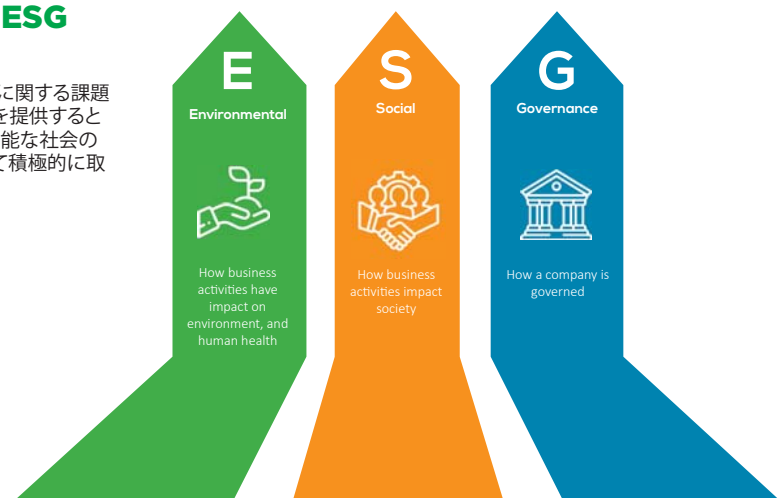 ESG
に関する課題
を提供すると
能な社会の
て積極的に取
E
Environmental
How business
activities have
impact on
environment, and
human health
S
Social
How business
activities impact
society
G
Governance
How a company is
governed